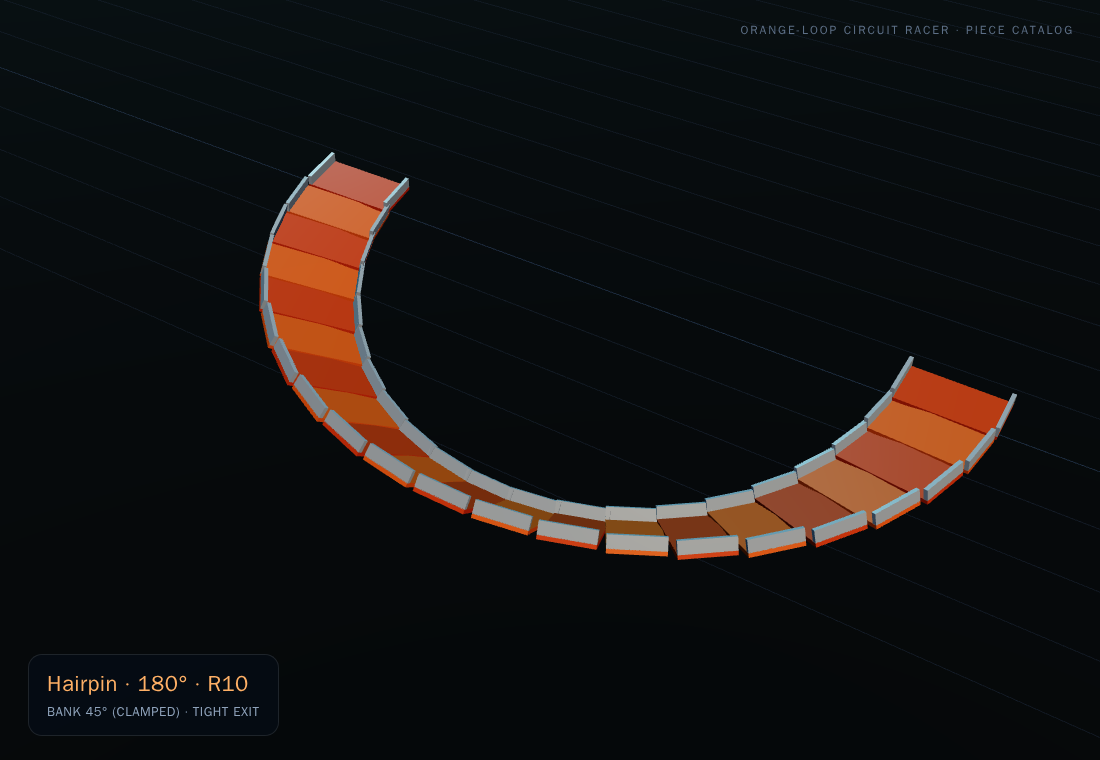 ORANGE-LOOP CIRCUIT RACER · PIECE CATALOG
Hairpin · 180° · R10
BANK 45° (CLAMPED) · TIGHT EXIT